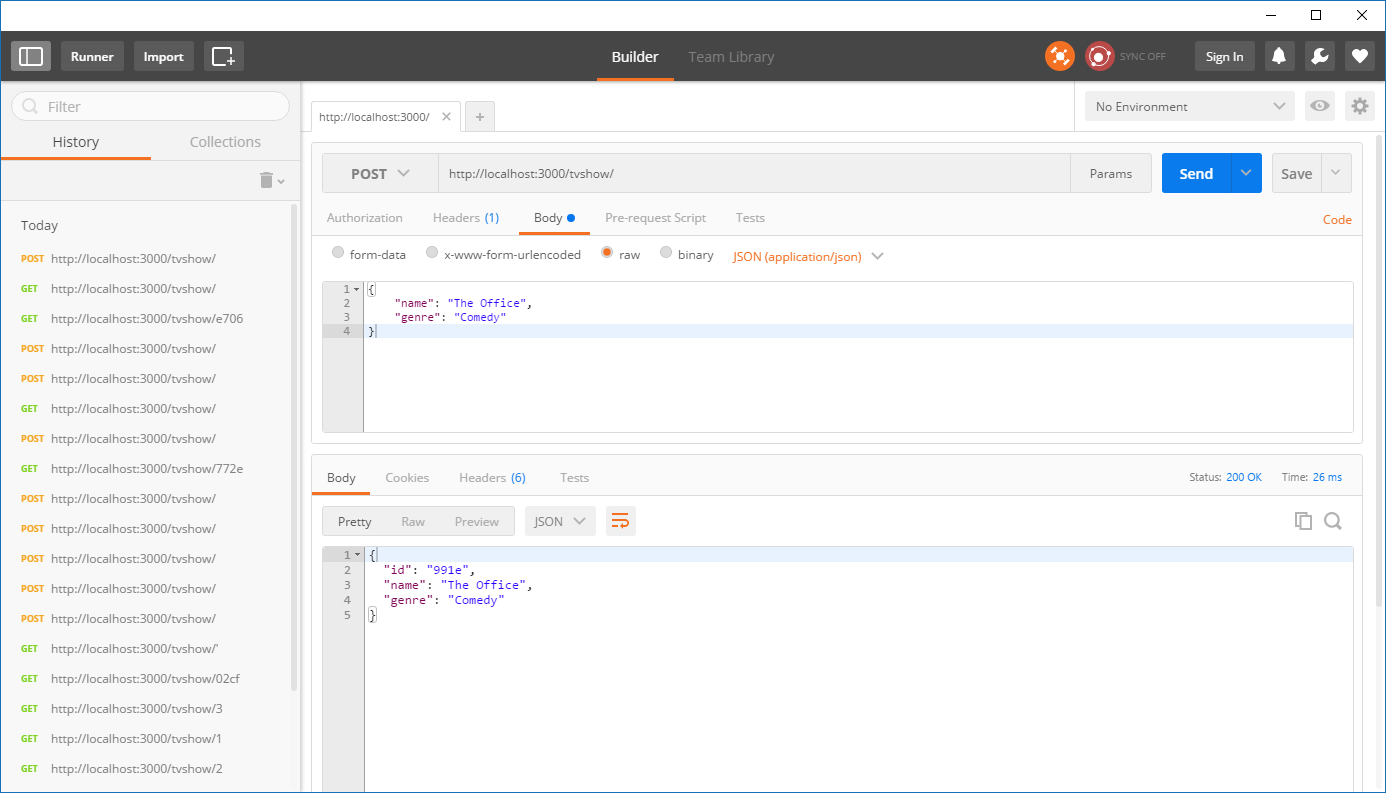 Runner Import Builder Team Library SYNC OFF Sign In
Filter
History Collections
Today
POST http://localhost:3000/tvshow/
GET http://localhost:3000/tvshow/
GET http://localhost:3000/tvshow/e706
POST http://localhost:3000/tvshow/
POST http://localhost:3000/tvshow/
GET http://localhost:3000/tvshow/
POST http://localhost:3000/tvshow/
GET http://localhost:3000/tvshow/772e
POST http://localhost:3000/tvshow/
POST http://localhost:3000/tvshow/
POST http://localhost:3000/tvshow/
POST http://localhost:3000/tvshow/
POST http://localhost:3000/tvshow/
GET http://localhost:3000/tvshow/'
GET http://localhost:3000/tvshow/02cf
GET http://localhost:3000/tvshow/3
GET http://localhost:3000/tvshow/1
GET http://localhost:3000/tvshow/2
http://localhost:3000/ No Environment
POST http://localhost:3000/tvshow/ Params Send Save
Authorization Headers (1) Body Pre-request Script Tests Code
form-data x-www-form-urlencoded raw binary JSON (application/json)
1 {
2 "name": "The Office",
3 "genre": "Comedy"
4 }
Body Cookies Headers (6) Tests Status: 200 OK Time: 26 ms
Pretty Raw Preview JSON
1 {
2 "id": "991e",
3 "name": "The Office",
4 "genre": "Comedy"
5 }